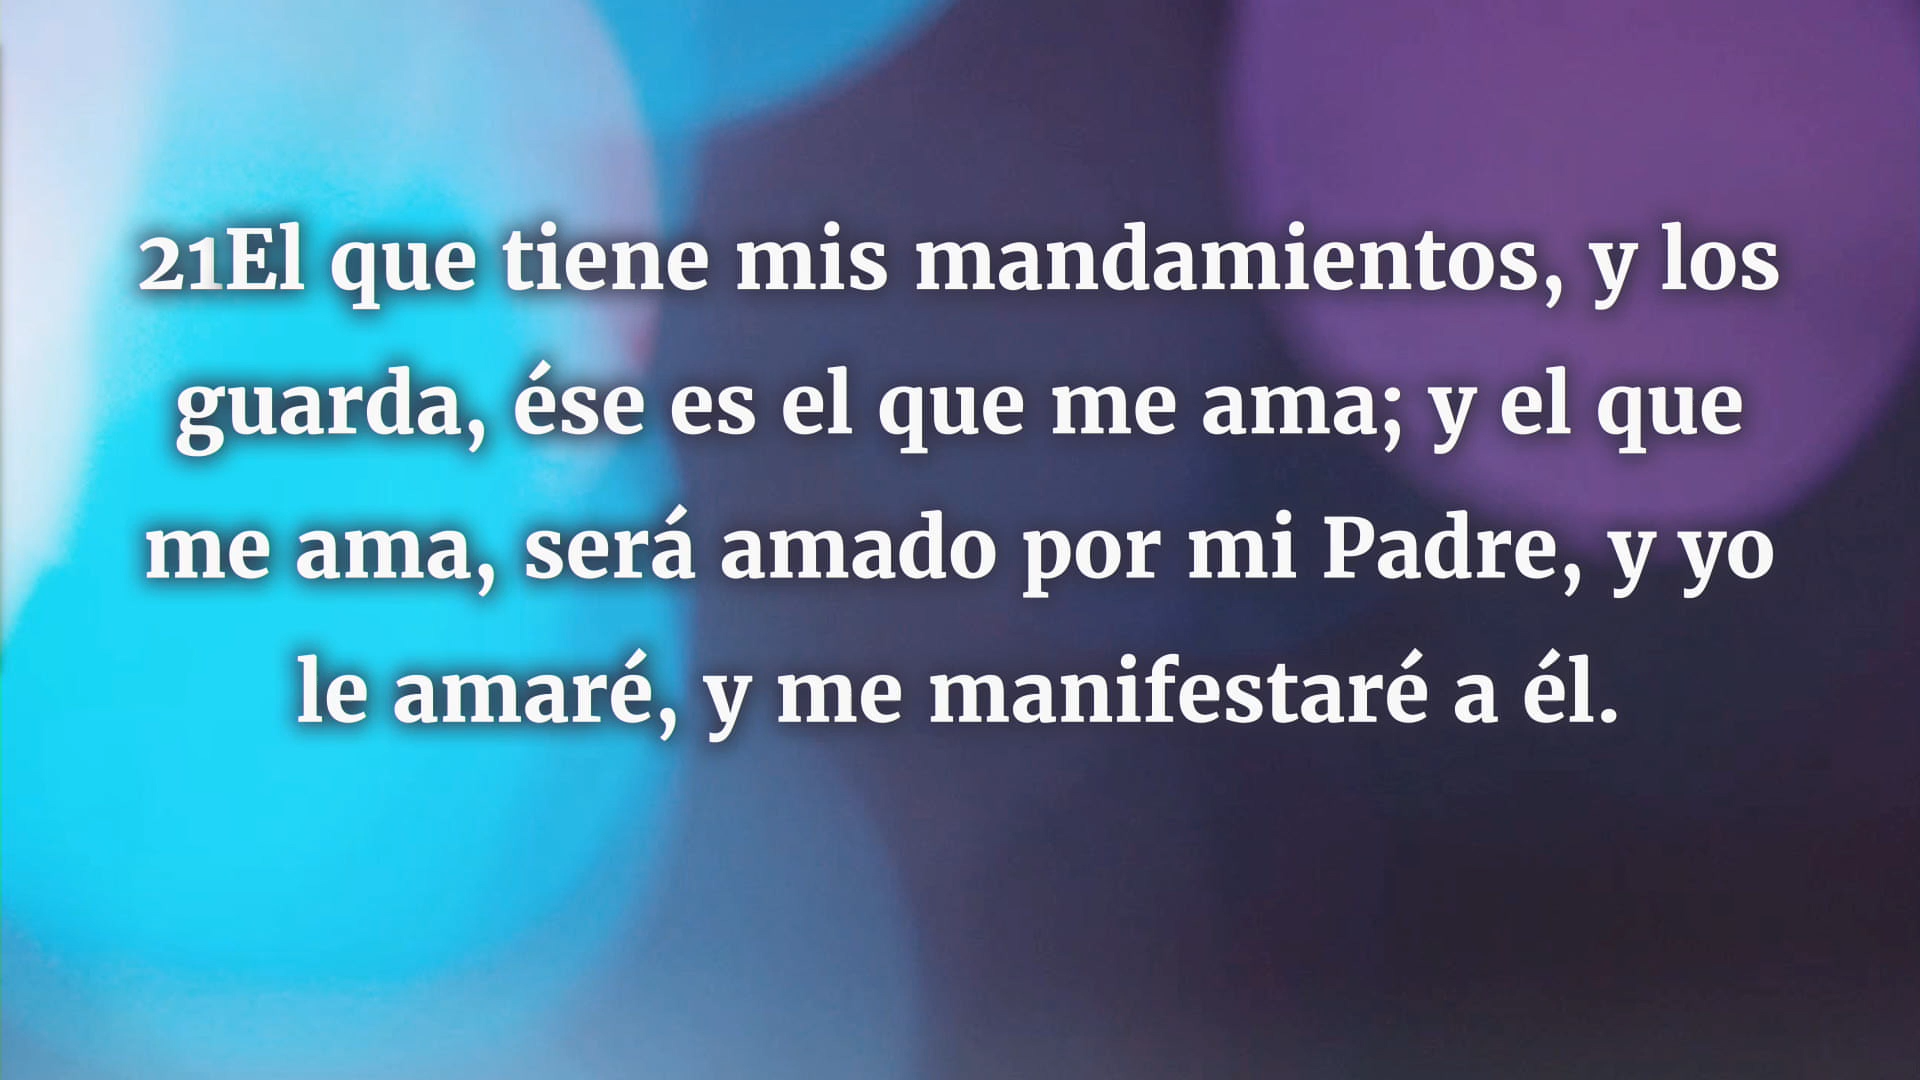 21El que tiene mis mandamientos, y los
guarda, ése es el que me ama; y el que
me ama, será amado por mi Padre, y yo
le amaré, y me manifestaré a él.